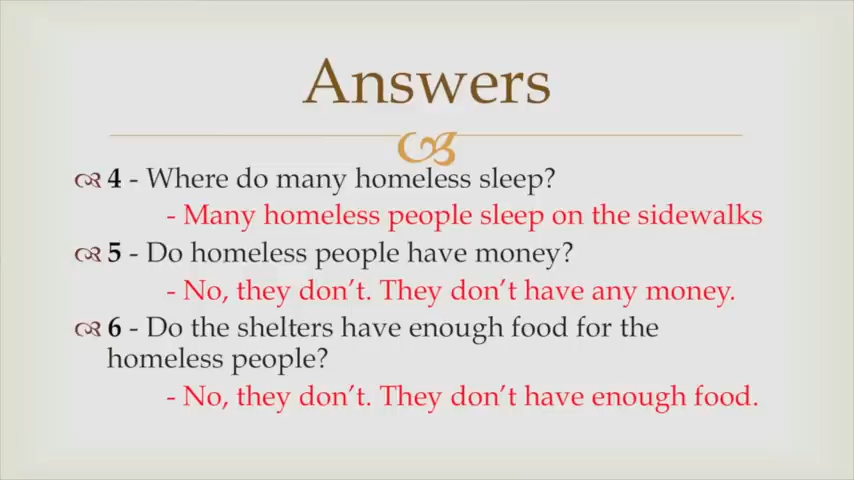 Answers
4 - Where do many homeless sleep?
- Many homeless people sleep on the sidewalks
5 - Do homeless people have money?
- No, they don’t. They don’t have any money.
6 - Do the shelters have enough food for the
homeless people?
- No, they don’t. They don’t have enough food.